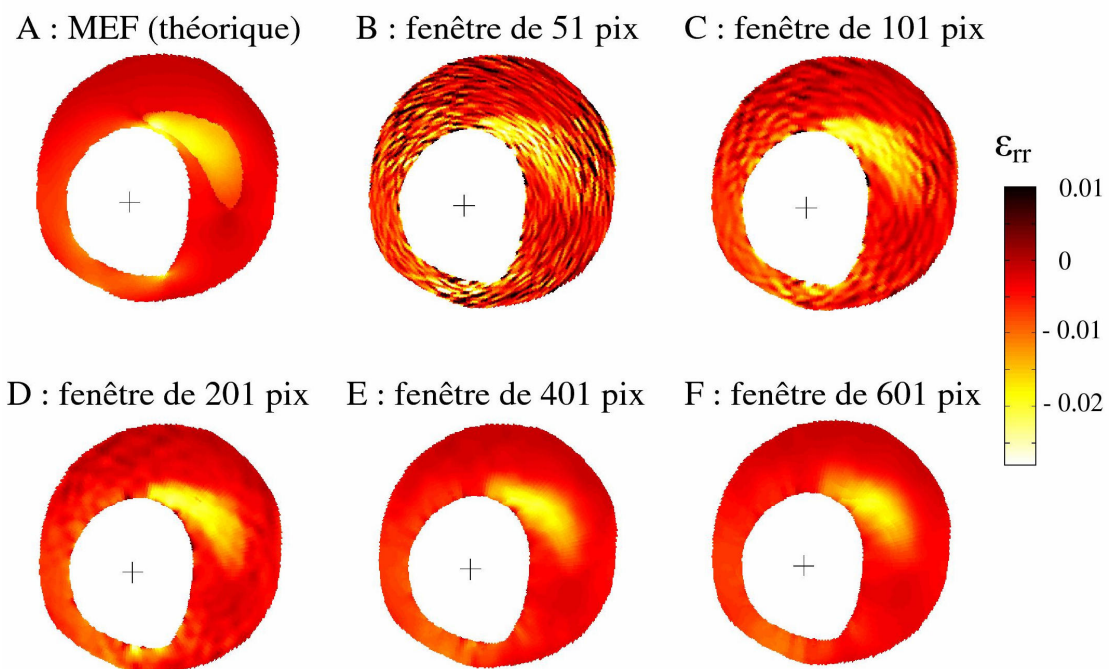 A : MEF (théorique)
B : fenêtre de 51 pix
C : fenêtre de 101 pix
εrr
0.01
0
- 0.01
- 0.02
D : fenêtre de 201 pix
E : fenêtre de 401 pix
F : fenêtre de 601 pix